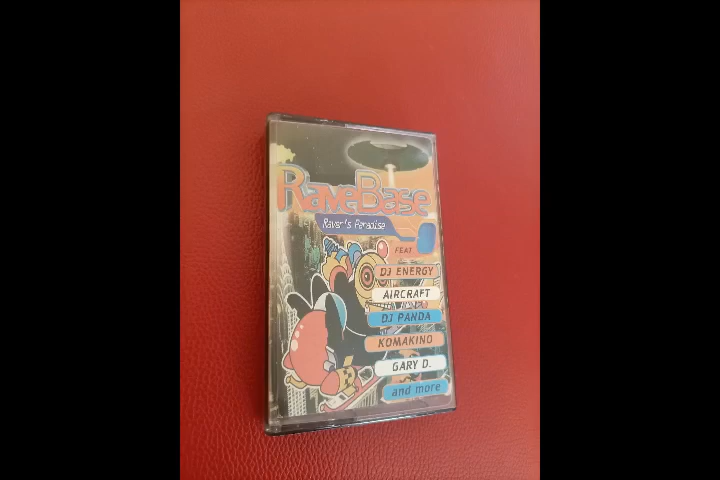 RaveBase
Raver's Paradise
FEAT.
DJ ENERGY
AIRCRAFT
DJ PANDA
KOMAKINO
GARY D.
and more